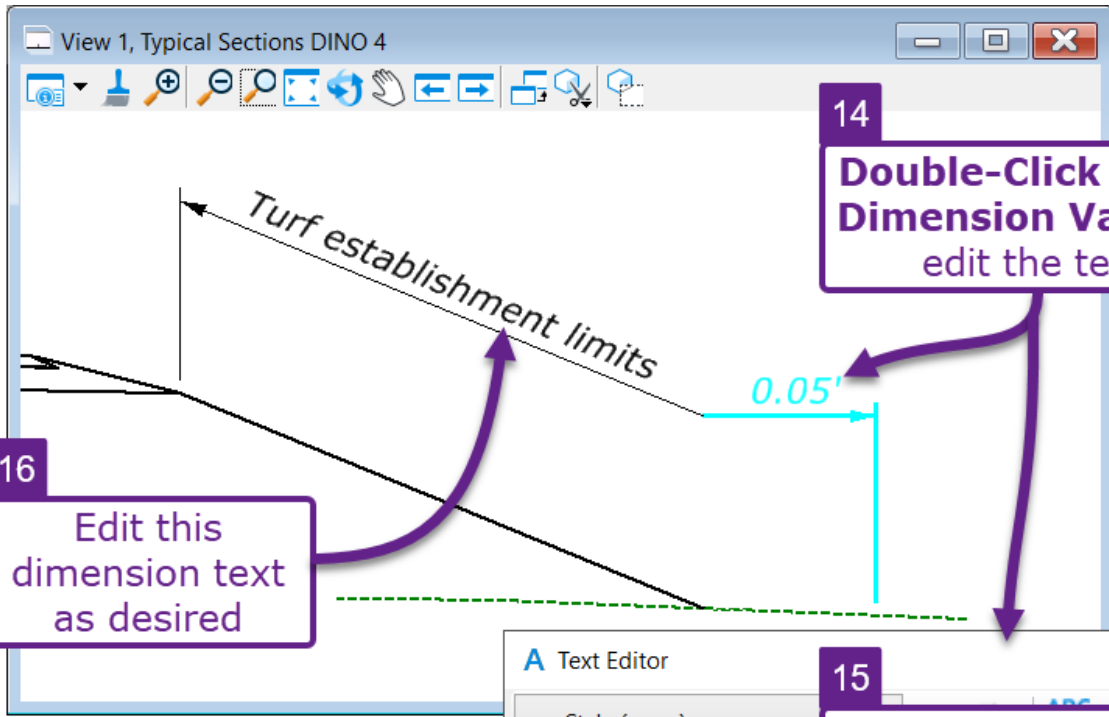 View 1, Typical Sections DINO 4
14
Double-Click
Dimension Va
edit the te
Turf establishment limits
0.05'
16
Edit this
dimension text
as desired
A Text Editor
15